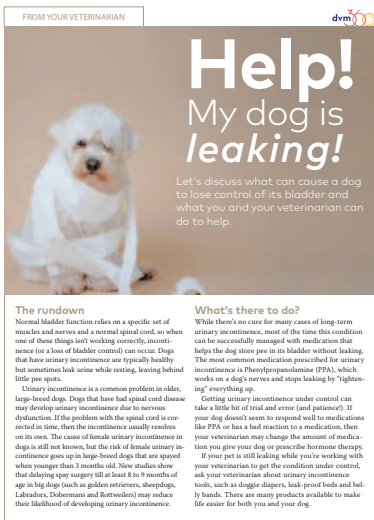 FROM YOUR VETERINARIAN
dvm360
Help!
My dog is
leaking!
Let's discuss what can cause a dog
to lose control of its bladder and
what you and your veterinarian can
do to help.
The rundown
Normal bladder function relies on a specific set of
muscles and nerves and a normal spinal cord, so when
one of these things isn't working correctly, inconti-
nence (or a loss of bladder control) can occur. Dogs
that have urinary incontinence are typically healthy
but sometimes leak urine while resting, leaving behind
little pee spots.
Urinary incontinence is a common problem in older,
large-breed dogs. Dogs that have had spinal cord disease
may develop urinary incontinence due to nervous
dysfunction. If the problem with the spinal cord is cor-
rected in time, then the incontinence usually resolves
on its own. The cause of female urinary incontinence in
dogs is still not known, but the risk of female urinary in-
continence goes up in large-breed dogs that are spayed
when younger than 3 months old. New studies show
that delaying spay surgery till at least 8 to 9 months of
age in big dogs (such as golden retrievers, sheepdogs,
Labradors, Dobermans and Rottweilers) may reduce
their likelihood of developing urinary incontinence.
What's there to do?
While there's no cure for many cases of long-term
urinary incontinence, most of the time this condition
can be successfully managed with medication that
helps the dog store pee in its bladder without leaking.
The most common medication prescribed for urinary
incontinence is Phenylpropanolamine (PPA), which
works on a dog's nerves and stops leaking by "tighten-
ing" everything up.
Getting urinary incontinence under control can
take a little bit of trial and error (and patience!). If
your dog doesn't seem to respond well to medications
like PPA or has a bad reaction to a medication, then
your veterinarian may change the amount of medica-
tion you give your dog or prescribe hormone therapy.
If your pet is still leaking while you're working with
your veterinarian to get the condition under control,
ask your veterinarian about urinary incontinence
tools, such as doggie diapers, leak-proof beds and bel-
ly bands. There are many products available to make
life easier for both you and your dog.